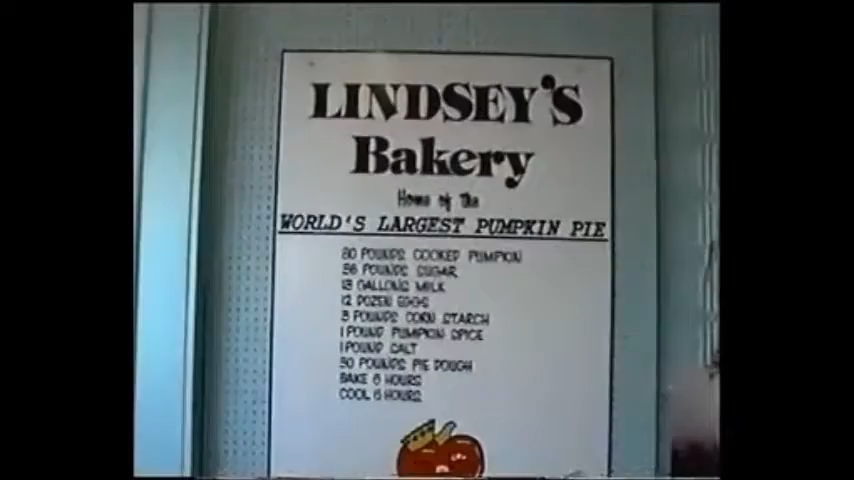 LINDSEY'S
Bakery
Home of the
WORLD'S LARGEST PUMPKIN PIE
80 POUNDS COOKED PUMPKIN
36 POUNDS SUGAR
13 GALLONS MILK
12 DOZEN EGGS
3 POUNDS CORN STARCH
1 POUND PUMPKIN SPICE
1 POUND SALT
50 POUNDS PIE DOUGH
BAKE 6 HOURS
COOL 6 HOURS